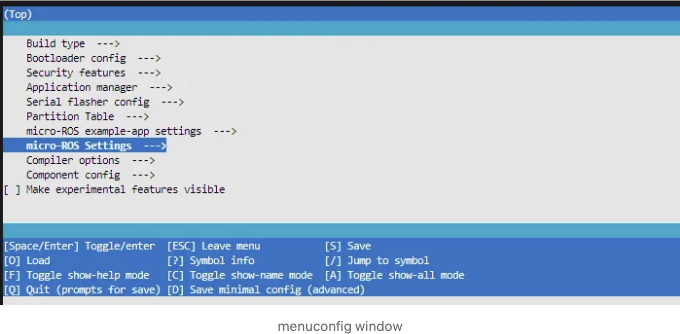 (Top)
Build type  --->
Bootloader config  --->
Security features  --->
Application manager  --->
Serial flasher config  --->
Partition Table  --->
micro-ROS example-app settings  --->
micro-ROS Settings  --->
Compiler options  --->
Component config  --->
[ ] Make experimental features visible
[Space/Enter] Toggle/enter  [ESC] Leave menu  [S] Save
[O] Load  [?] Symbol info  [/] Jump to symbol
[F] Toggle show-help mode  [C] Toggle show-name mode  [A] Toggle show-all mode
[Q] Quit (prompts for save)  [D] Save minimal config (advanced)
menuconfig window